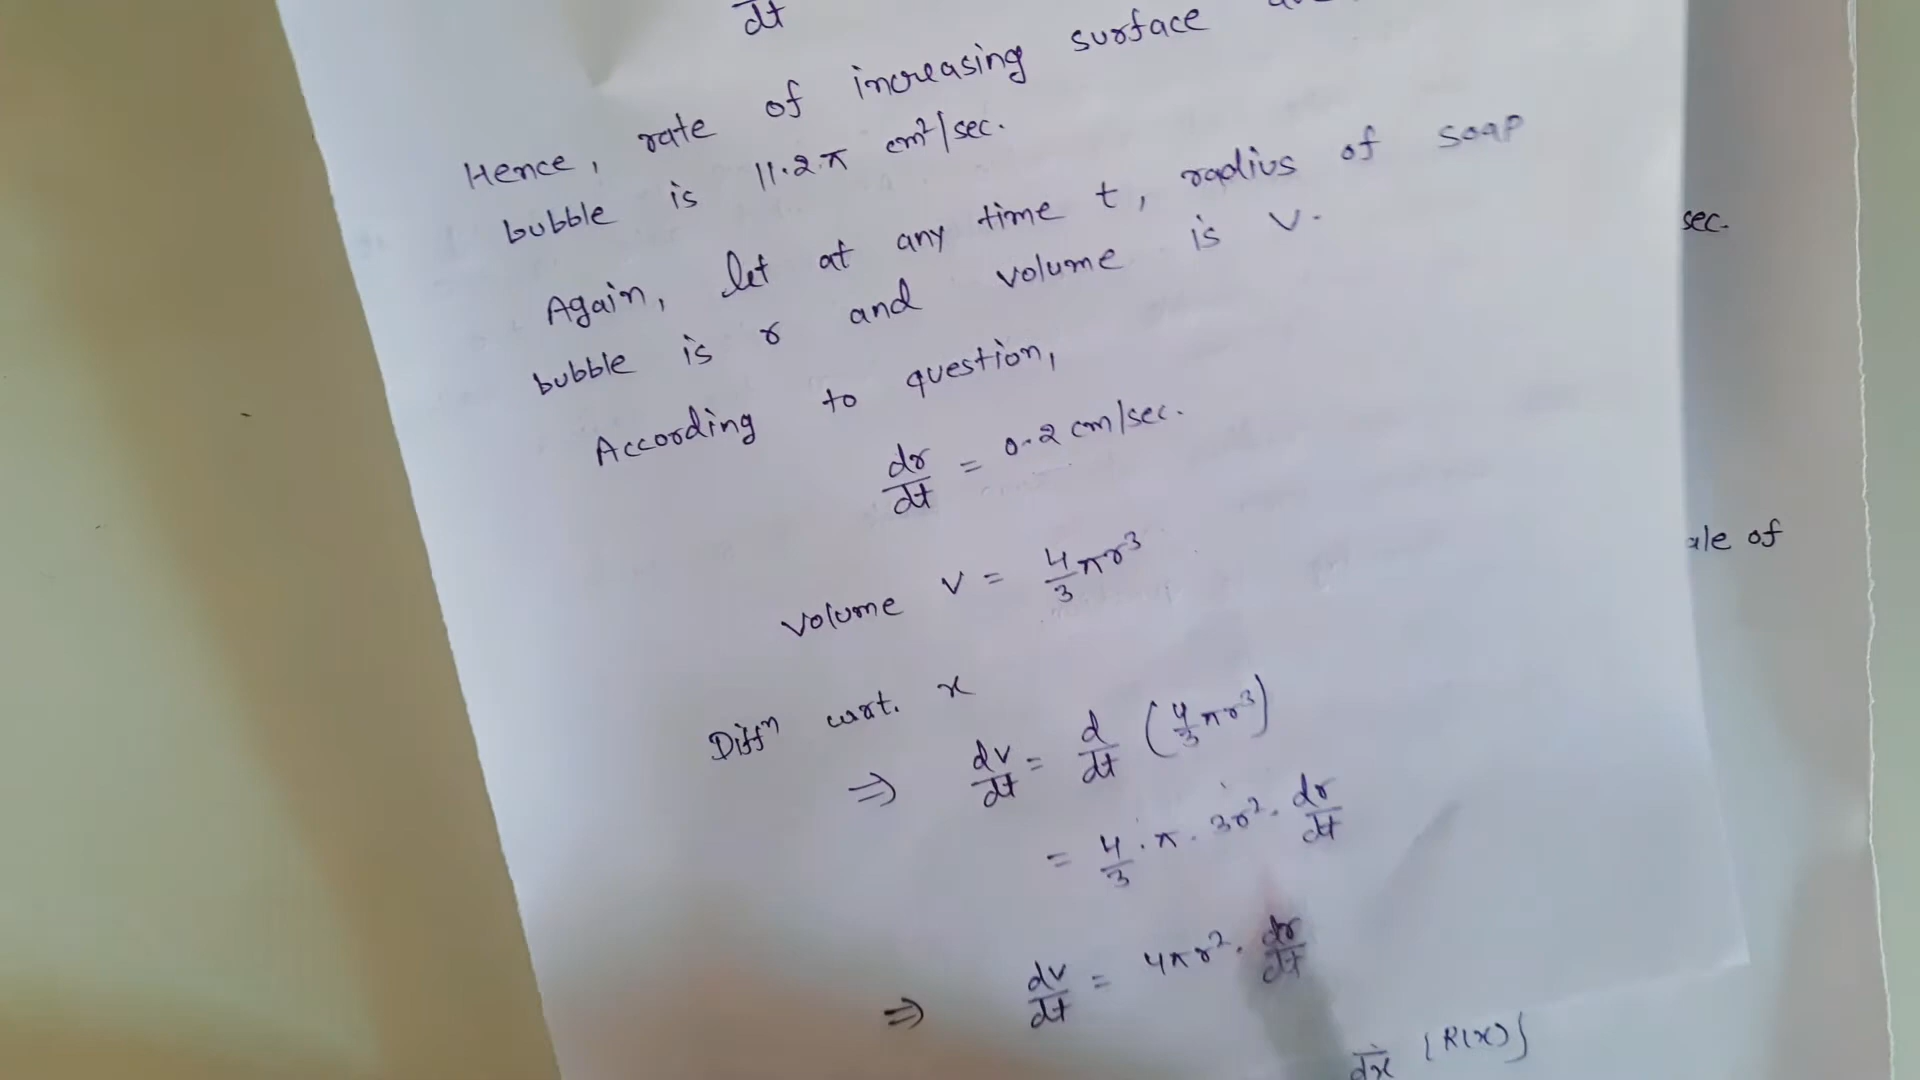 dt
Hence, rate of increasing surface
bubble is 11.2.π cm²/sec.
Again, let at any time t, radius of soap
bubble is r and volume is V.
According to question,
dr/dt = 0.2 cm/sec.
volume V = 4/3 πr³
Diffⁿ w.r.t. x
⇒ dv/dt = d/dt (4/3 πr³)
= 4/3 . π . 3r² . dr/dt
⇒ dv/dt = 4πr² . dr/dt
sec.
of
dx {R(x)}